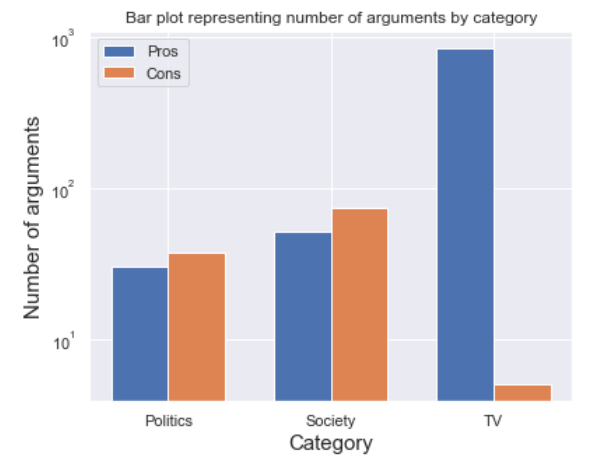 Bar plot representing number of arguments by category
Pros
Cons
Number of arguments
10³
10²
10¹
Politics
Society
TV
Category